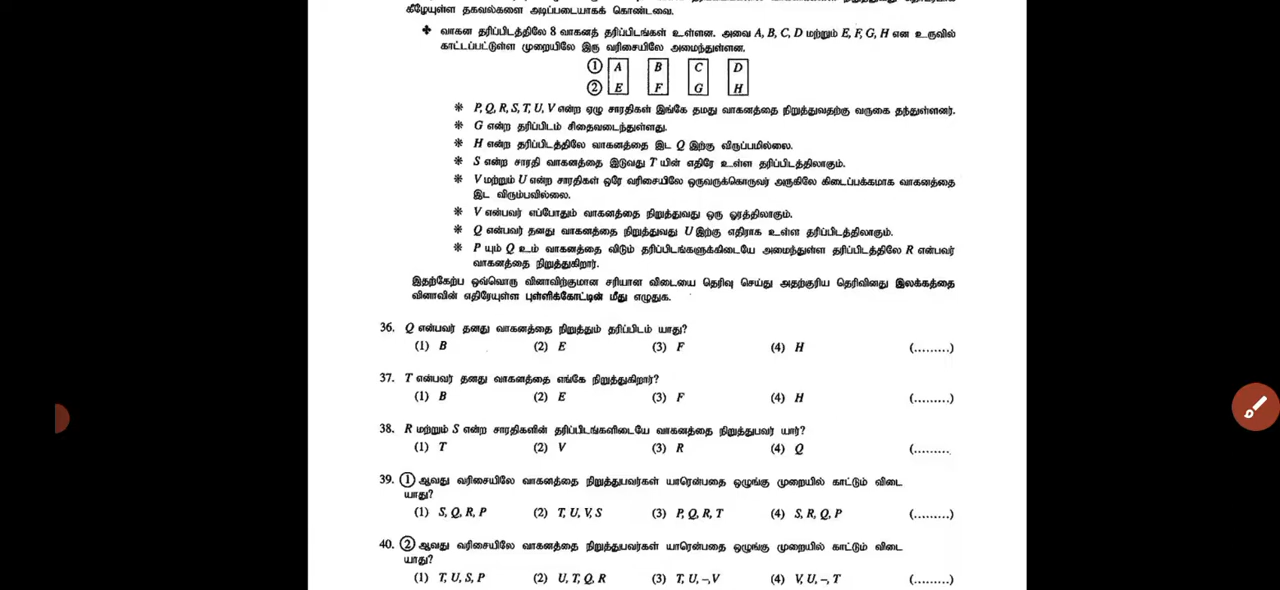 கீழேயுள்ள தகவல்களை அடிப்படையாகக் கொண்டவை.
❖ வாகன தரிப்பிடத்திலே 8 வாகனத் தரிப்பிடங்கள் உள்ளன. அவை A, B, C, D மற்றும் E, F, G, H என உருவில்
காட்டப்பட்டுள்ள முறையிலே இரு வரிசையிலே அமைந்துள்ளன.
① A B C D
② E F G H
* P, Q, R, S, T, U, V என்ற ஏழு சாரதிகள் இங்கே தமது வாகனத்தை நிறுத்துவதற்கு வருகை தந்துள்ளனர்.
* G என்ற தரிப்பிடம் சிதைவடைந்துள்ளது.
* H என்ற தரிப்பிடத்திலே வாகனத்தை இட Q இற்கு விருப்பமில்லை.
* S என்ற சாரதி வாகனத்தை இடுவது T யின் எதிரே உள்ள தரிப்பிடத்திலாகும்.
* V மற்றும் U என்ற சாரதிகள் ஒரே வரிசையிலே ஒருவருக்கொருவர் அருகிலே கிடைப்பக்கமாக வாகனத்தை
இட விரும்பவில்லை.
* V என்பவர் எப்போதும் வாகனத்தை நிறுத்துவது ஒரு ஓரத்திலாகும்.
* Q என்பவர் தனது வாகனத்தை நிறுத்துவது U இற்கு எதிராக உள்ள தரிப்பிடத்திலாகும்.
* P யும் Q உம் வாகனத்தை விடும் தரிப்பிடங்களுக்கிடையே அமைந்துள்ள தரிப்பிடத்திலே R என்பவர்
வாகனத்தை நிறுத்துகிறார்.
இதற்கேற்ப ஒவ்வொரு வினாவிற்குமான சரியான விடையை தெரிவு செய்து அதற்குரிய தெரிவினது இலக்கத்தை
வினாவின் எதிரேயுள்ள புள்ளிக்கோட்டின் மீது எழுதுக.
36. Q என்பவர் தனது வாகனத்தை நிறுத்தும் தரிப்பிடம் யாது?
(1) B (2) E (3) F (4) H (.........)
37. T என்பவர் தனது வாகனத்தை எங்கே நிறுத்துகிறார்?
(1) B (2) E (3) F (4) H (.........)
38. R மற்றும் S என்ற சாரதிகளின் தரிப்பிடங்களிடையே வாகனத்தை நிறுத்துபவர் யார்?
(1) T (2) V (3) R (4) Q (.........
39. ① ஆவது வரிசையிலே வாகனத்தை நிறுத்துபவர்கள் யாரென்பதை ஒழுங்கு முறையில் காட்டும் விடை
யாது?
(1) S, Q, R, P (2) T, U, V, S (3) P, Q, R, T (4) S, R, Q, P (.........)
40. ② ஆவது வரிசையிலே வாகனத்தை நிறுத்துபவர்கள் யாரென்பதை ஒழுங்கு முறையில் காட்டும் விடை
யாது?
(1) T, U, S, P (2) U, T, Q, R (3) T, U, –, V (4) V, U, –, T (.........)